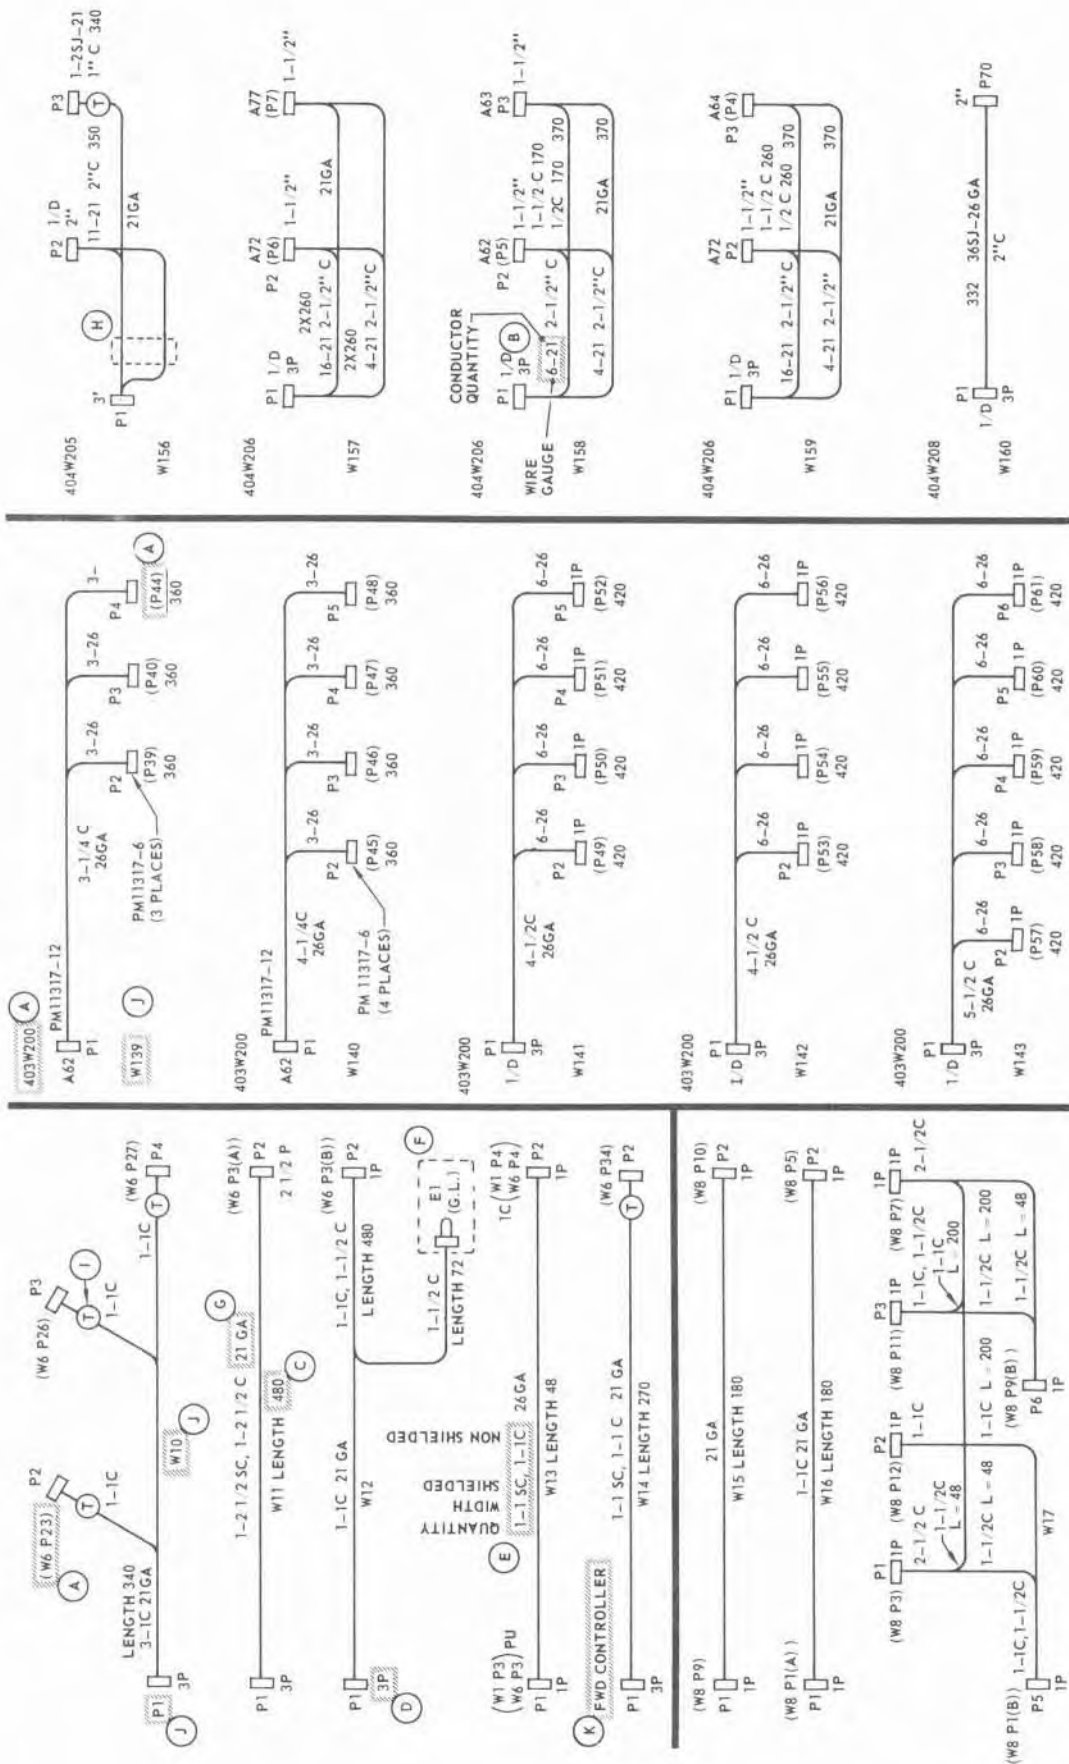 (W6 P23)
A
P2
T
1-1C
(W6 P26)
P3
T
I
1-1C
LENGTH 340
3-1C 21GA
W10
J
1-1C
T
(W6 P27)
P4
P1
3P
J
1-2 1/2 SC, 1-2 1/2 C
21 GA
G
W11 LENGTH 480
C
P1
3P
(W6 P3(A))
P2
2 1/2 P
1-1C 21 GA
W12
1-1C, 1-1/2 C
LENGTH 480
P1
3P
D
(W6 P3(B))
P2
1P
1-1/2 C
LENGTH 72
E1
(G.L.)
F
QUANTITY
WIDTH
SHIELDED
NON SHIELDED
E
1-1 SC, 1-1C 26GA
W13 LENGTH 48
(W1 P3)
(W6 P3) PU
P1
1P
1C (W1 P4)
(W6 P4)
P2
1P
K
FWD CONTROLLER
P1
3P
1-1 SC, 1-1 C 21 GA
W14 LENGTH 270
T
(W6 P34)
P2
(W8 P9)
P1
1P
21 GA
W15 LENGTH 180
(W8 P10)
P2
1P
(W8 P1(A))
P1
1P
1-1C 21 GA
W16 LENGTH 180
(W8 P5)
P2
1P
(W8 P3)
P1
1P
2-1/2 C
1-1/2C
L = 48
(W8 P12)
P2
1P
1-1C
(W8 P11)
P3
1P
1-1C, 1-1/2C
1-1C
L = 200
(W8 P7)
1P
1P
2-1/2C
1-1/2C L = 48
1-1C L = 200
1-1/2C L = 200
1-1/2C L = 48
(W8 P1(B))
P5
1P
1-1C, 1-1/2C
W17
(W8 P9(B))
P6
1P
403W200
A
A62
P1
W139
J
PM11317-12
3-1/4 C
26GA
PM11317-6
(3 PLACES)
P2
3-26
(P39)
360
P3
3-26
(P40)
360
P4
3-
(P44)
360
A
403W200
A62
P1
W140
PM11317-12
4-1/4C
26GA
PM 11317-6
(4 PLACES)
P2
3-26
(P45)
360
P3
3-26
(P46)
360
P4
3-26
(P47)
360
P5
3-26
(P48)
360
403W200
P1
1/D
3P
W141
4-1/2C
26GA
P2
6-26
1P
(P49)
420
P3
6-26
1P
(P50)
420
P4
6-26
1P
(P51)
420
P5
6-26
1P
(P52)
420
403W200
P1
I/D
3P
W142
4-1/2 C
26GA
P2
6-26
1P
(P53)
420
6-26
1P
(P54)
420
6-26
1P
(P55)
420
6-26
1P
(P56)
420
403W200
P1
1/D
3P
W143
5-1/2 C
26GA
P2
6-26
1P
(P57)
420
P3
6-26
1P
(P58)
420
P4
6-26
1P
(P59)
420
P5
6-26
1P
(P60)
420
P6
6-26
1P
(P61)
420
404W205
3'
P1
W156
H
P2
1/D
2"
11-21 2"C 350
21GA
P3
T
1-2SJ-21
1" C 340
404W206
P1
1/D
3P
W157
2X260
16-21 2-1/2" C
2X260
4-21 2-1/2"C
A72
P2 (P6)
1-1/2"
21GA
A77
(P7)
1-1/2"
404W206
CONDUCTOR
QUANTITY
WIRE
GAUGE
P1
1/D
3P
B
W158
6-21 2-1/2" C
4-21 2-1/2"C
A62
P2 (P5)
1-1/2"
1-1/2 C 170
1/2C 170
21GA
370
370
A63
P3
1-1/2"
404W206
P1
1/D
3P
W159
16-21 2-1/2" C
4-21 2-1/2"C
A72
P2
1-1/2"
1-1/2 C 260
1/2 C 260
21GA
370
370
A64
P3 (P4)
404W208
P1
1/D
3P
W160
332 36SJ-26 GA
2"C
2"
P70